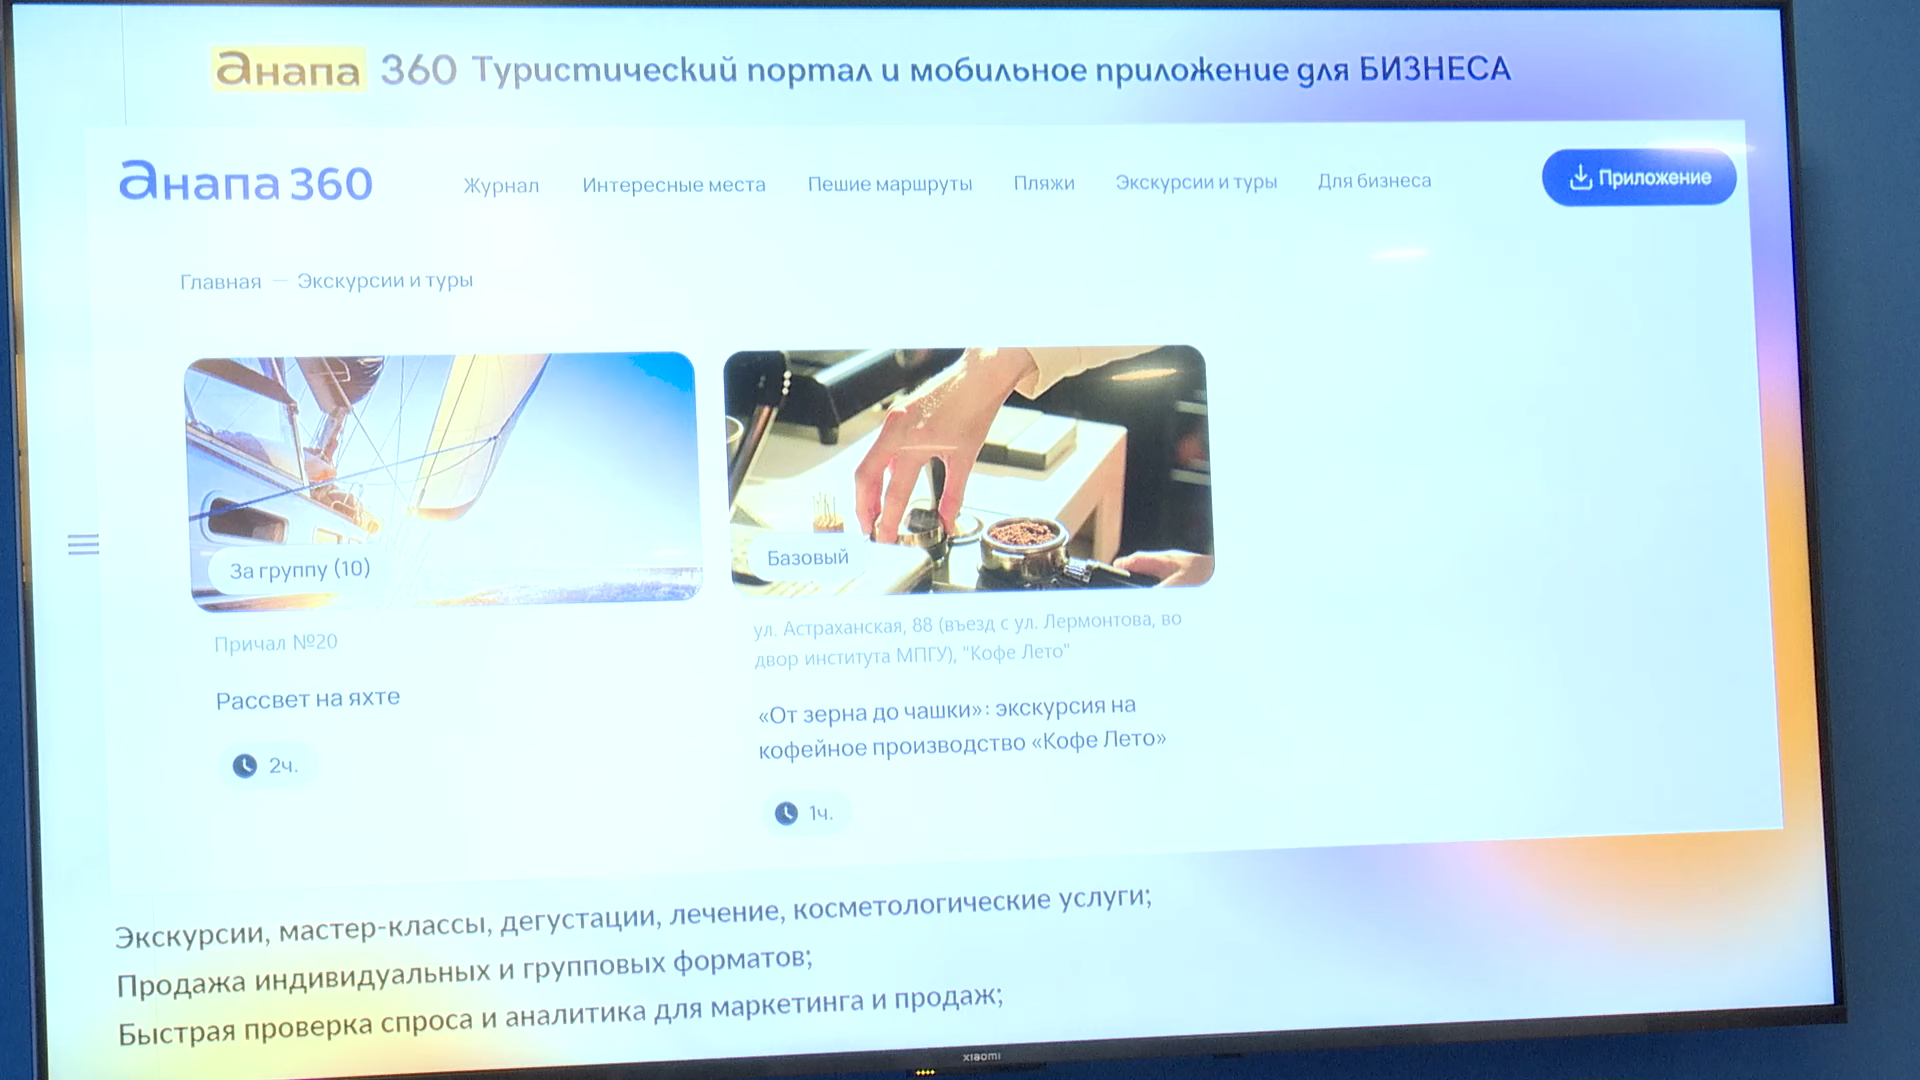 Анапа 360 Туристический портал и мобильное приложение для БИЗНЕСА
Анапа 360
Журнал Интересные места Пешие маршруты Пляжи Экскурсии и туры Для бизнеса
Приложение
Главная — Экскурсии и туры
За группу (10)
Причал №20
Рассвет на яхте
2ч.
Базовый
ул. Астраханская, 88 (въезд с ул. Лермонтова, во
двор института МПГУ), "Кофе Лето"
«От зерна до чашки»: экскурсия на
кофейное производство «Кофе Лето»
1ч.
Экскурсии, мастер-классы, дегустации, лечение, косметологические услуги;
Продажа индивидуальных и групповых форматов;
Быстрая проверка спроса и аналитика для маркетинга и продаж;
xiaomi